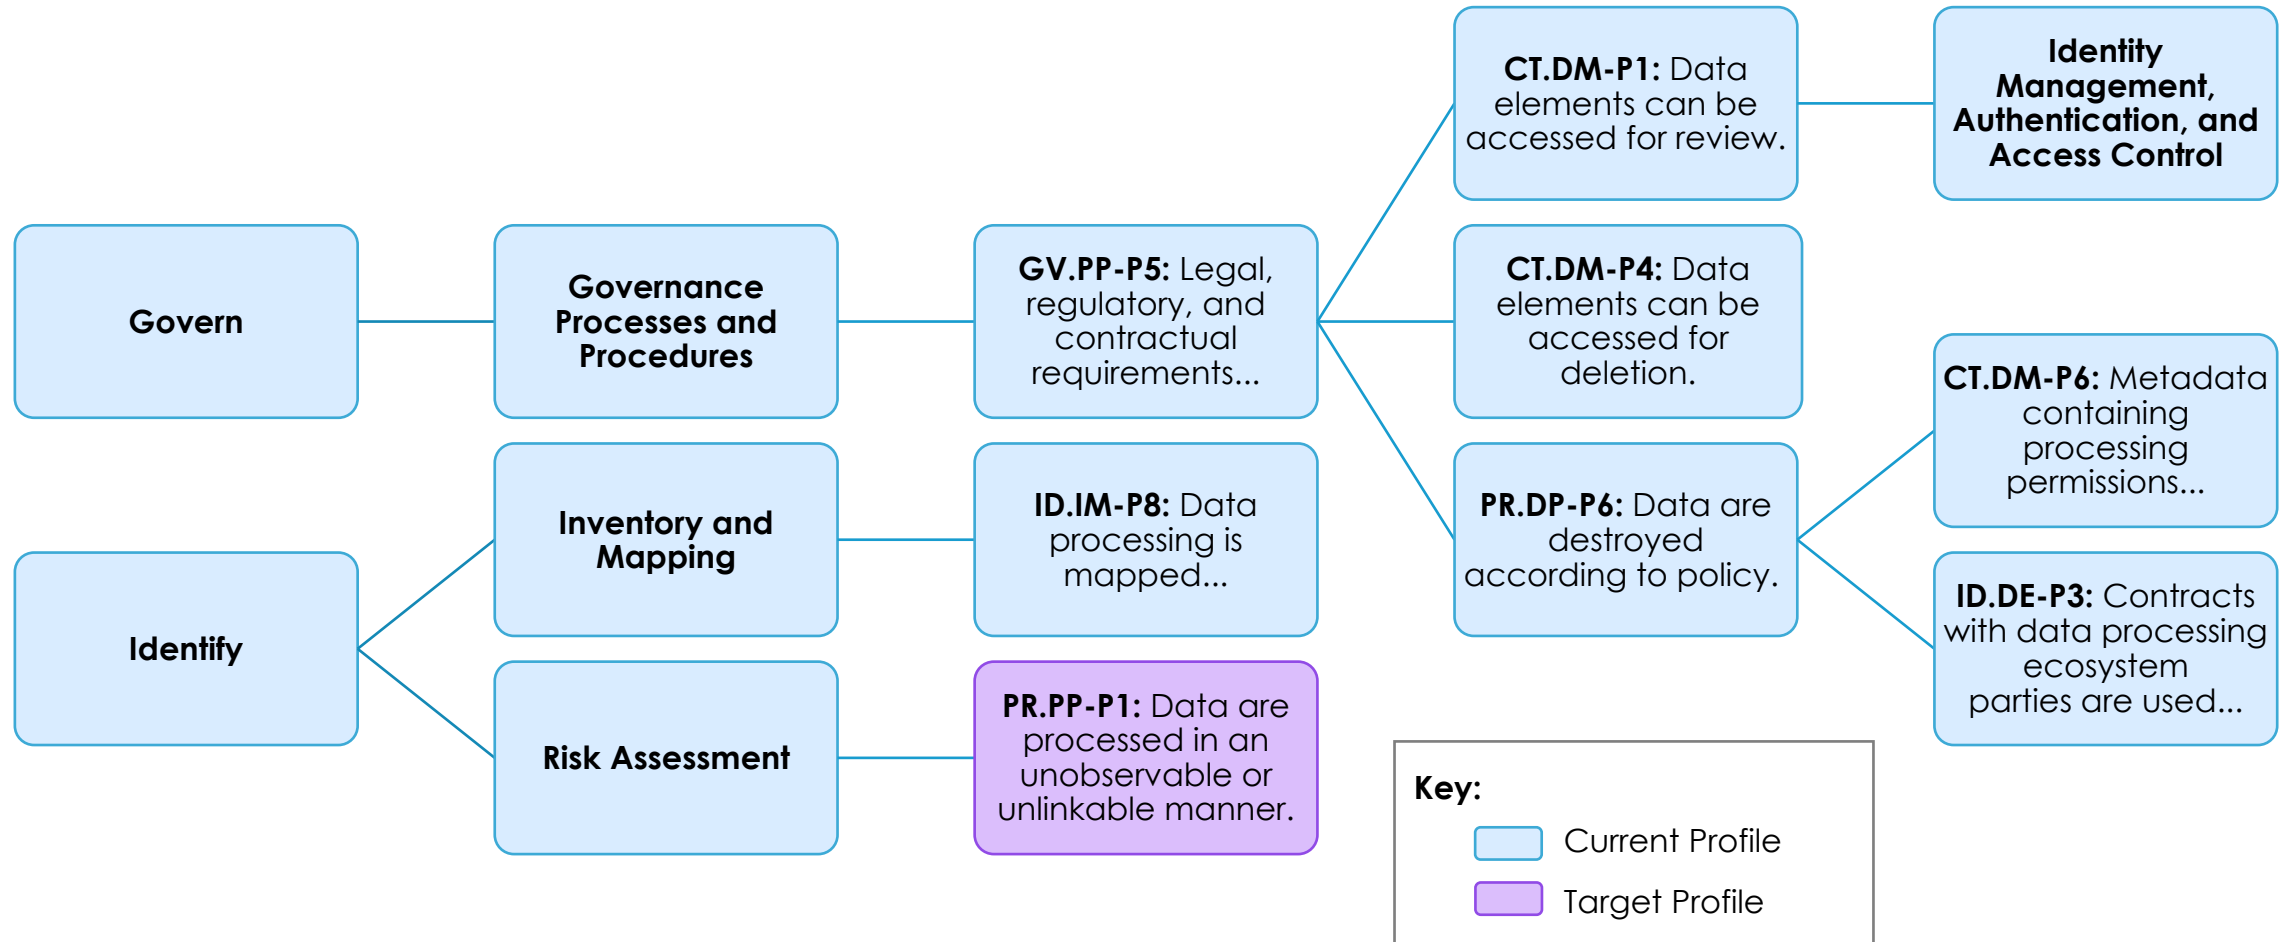 Govern
Governance
Processes and
Procedures
GV.PP-P5: Legal,
regulatory, and
contractual
requirements...
CT.DM-P1: Data
elements can be
accessed for review.
Identity
Management,
Authentication, and
Access Control
CT.DM-P4: Data
elements can be
accessed for
deletion.
PR.DP-P6: Data are
destroyed
according to policy.
CT.DM-P6: Metadata
containing
processing
permissions...
ID.DE-P3: Contracts
with data processing
ecosystem
parties are used...
Identify
Inventory and
Mapping
ID.IM-P8: Data
processing is
mapped...
Risk Assessment
PR.PP-P1: Data are
processed in an
unobservable or
unlinkable manner.
Key:
Current Profile
Target Profile